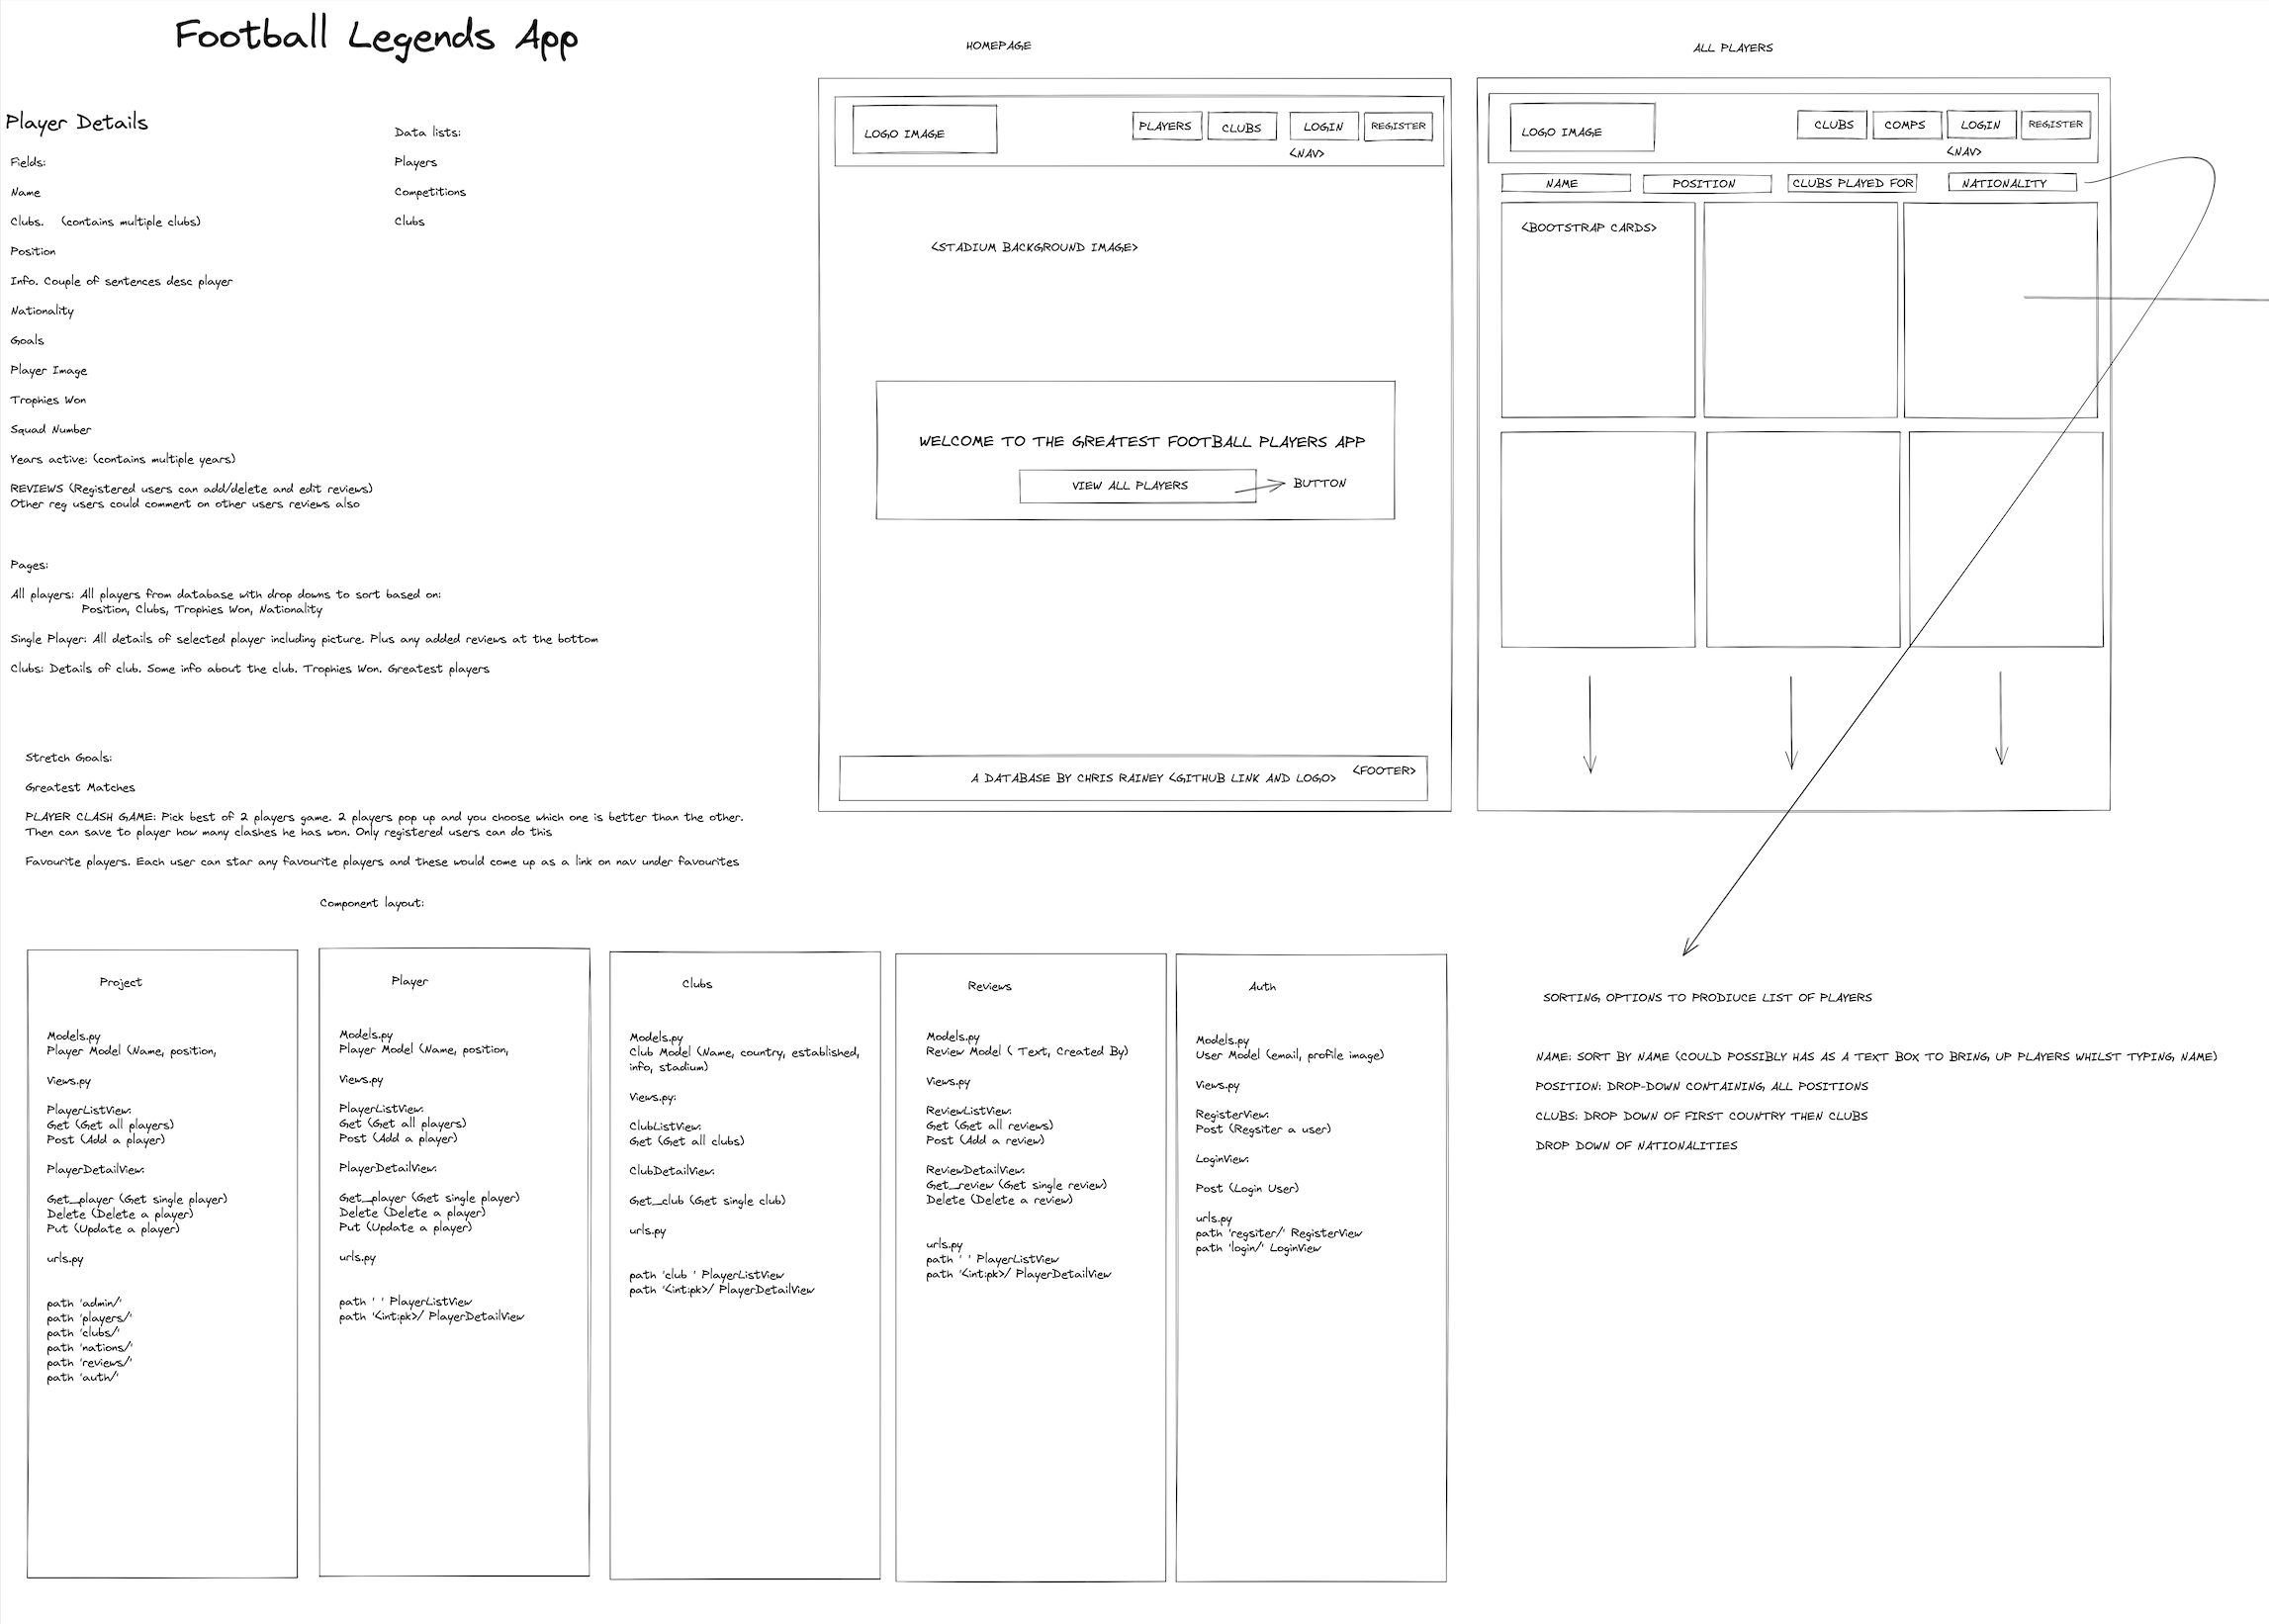 Football Legends App
Player Details
Fields:
Name
Clubs. (contains multiple clubs)
Position
Info. Couple of sentences desc player
Nationality
Goals
Player Image
Trophies Won
Squad Number
Years active: (contains multiple years)
REVIEWS (Registered users can add/delete and edit reviews)
Other reg users could comment on other users reviews also
Data lists:
Players
Competitions
Clubs
Pages:
All players: All players from database with drop downs to sort based on:
Position, Clubs, Trophies Won, Nationality
Single Player: All details of selected player including picture. Plus any added reviews at the bottom
Clubs: Details of club. Some info about the club. Trophies Won. Greatest players
Stretch Goals:
Greatest Matches
PLAYER CLASH GAME: Pick best of 2 players game. 2 players pop up and you choose which one is better than the other.
Then can save to player how many clashes he has won. Only registered users can do this
Favourite players. Each user can star any favourite players and these would come up as a link on nav under favourites
HOMEPAGE
LOGO IMAGE
PLAYERS
CLUBS
LOGIN
REGISTER
<NAV>
<STADIUM BACKGROUND IMAGE>
WELCOME TO THE GREATEST FOOTBALL PLAYERS APP
VIEW ALL PLAYERS
BUTTON
A DATABASE BY CHRIS RAINEY <GITHUB LINK AND LOGO>
<FOOTER>
ALL PLAYERS
LOGO IMAGE
CLUBS
COMPS
LOGIN
REGISTER
<NAV>
NAME
POSITION
CLUBS PLAYED FOR
NATIONALITY
<BOOTSTRAP CARDS>
Component layout:
Project
Models.py
Player Model (Name, position,
Views.py
PlayerListView:
Get (Get all players)
Post (Add a player)
PlayerDetailView:
Get_player (Get single player)
Delete (Delete a player)
Put (Update a player)
urls.py
path 'admin/'
path 'players/'
path 'clubs/'
path 'nations/'
path 'reviews/'
path 'auth/'
Player
Models.py
Player Model (Name, position,
Views.py
PlayerListView:
Get (Get all players)
Post (Add a player)
PlayerDetailView:
Get_player (Get single player)
Delete (Delete a player)
Put (Update a player)
urls.py
path ' ' PlayerListView
path '<int:pk>/ PlayerDetailView
Clubs
Models.py
Club Model (Name, country, established,
info, stadium)
Views.py:
ClubListView:
Get (Get all clubs)
ClubDetailView:
Get_club (Get single club)
urls.py
path 'club ' PlayerListView
path '<int:pk>/ PlayerDetailView
Reviews
Models.py
Review Model ( Text, Created By)
Views.py
ReviewListView:
Get (Get all reviews)
Post (Add a review)
ReviewDetailView:
Get_review (Get single review)
Delete (Delete a review)
urls.py
path ' ' PlayerListView
path '<int:pk>/ PlayerDetailView
Auth
Models.py
User Model (email, profile image)
Views.py
RegisterView:
Post (Regsiter a user)
LoginView:
Post (Login User)
urls.py
path 'regsiter/' RegisterView
path 'login/' LoginView
SORTING OPTIONS TO PRODIUCE LIST OF PLAYERS
NAME: SORT BY NAME (COULD POSSIBLY HAS AS A TEXT BOX TO BRING UP PLAYERS WHILST TYPING NAME)
POSITION: DROP-DOWN CONTAINING ALL POSITIONS
CLUBS: DROP DOWN OF FIRST COUNTRY THEN CLUBS
DROP DOWN OF NATIONALITIES